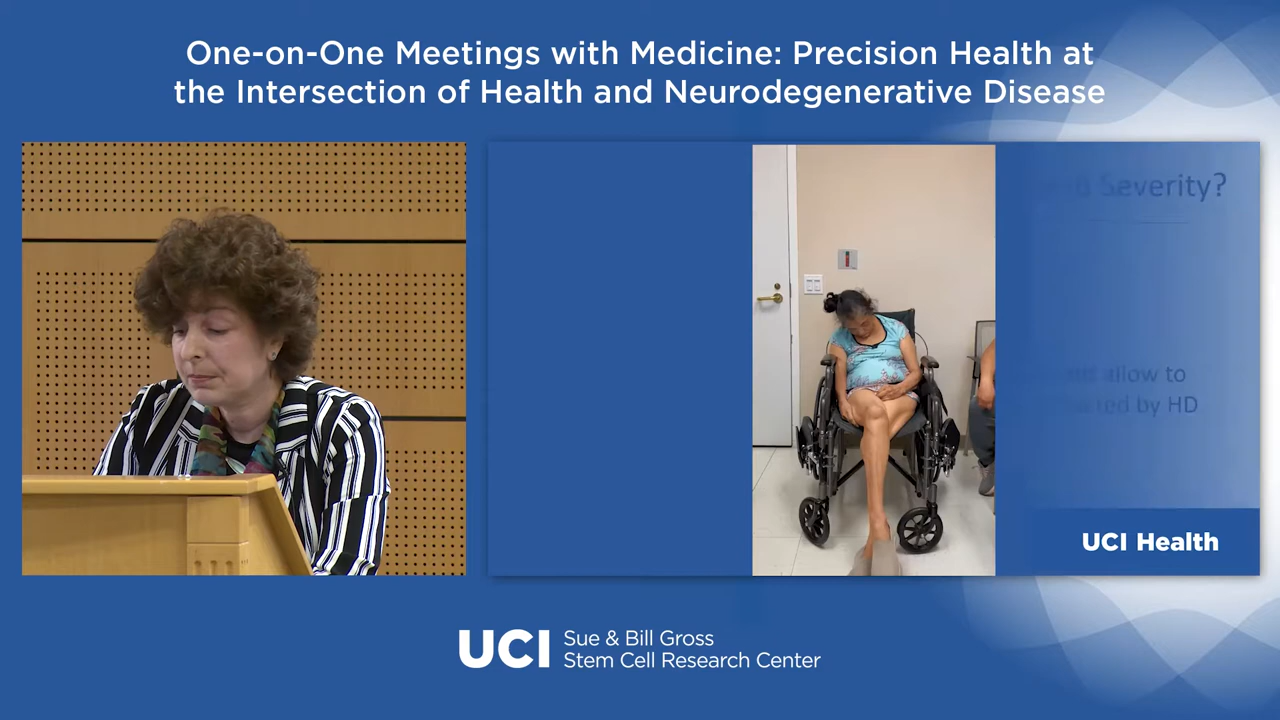 One-on-One Meetings with Medicine: Precision Health at
the Intersection of Health and Neurodegenerative Disease
Severity?
allow to
by HD
UCI Health
UCI
Sue & Bill Gross
Stem Cell Research Center